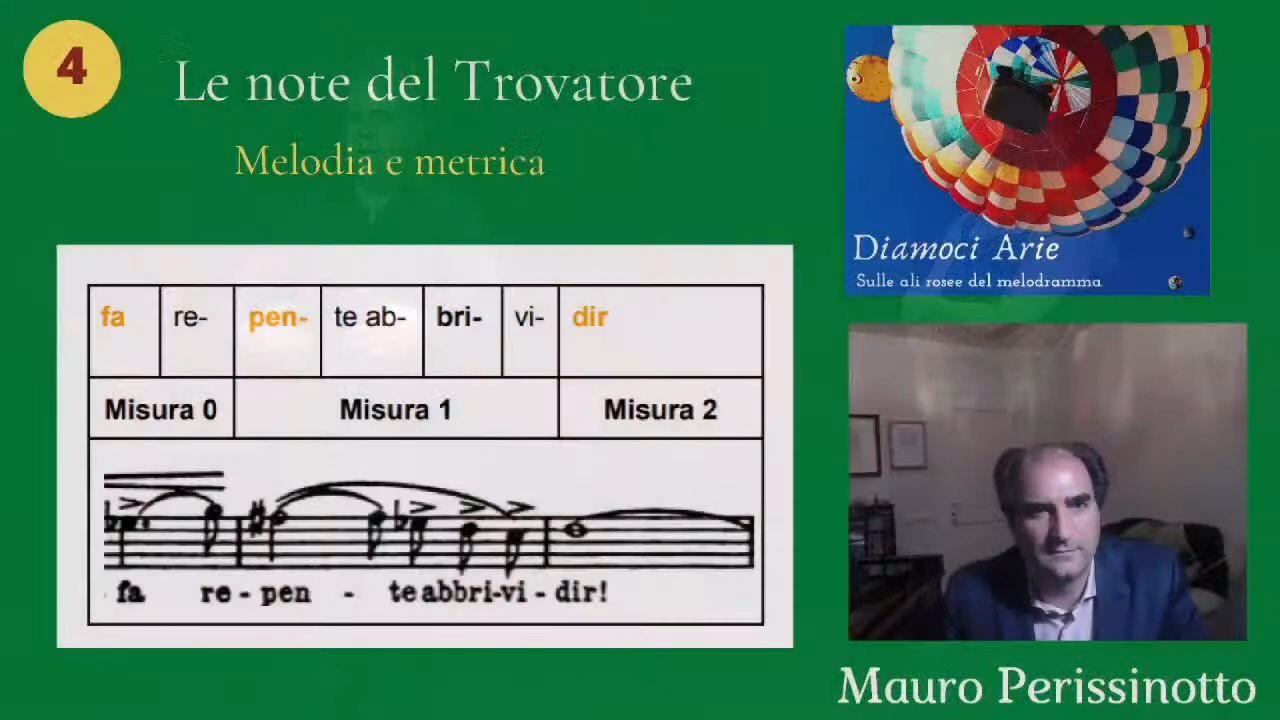 4
Le note del Trovatore
Melodia e metrica
Diamoci Arie
Sulle ali rosee del melodramma
fa re- pen- te ab- bri- vi- dir
Misura 0 Misura 1 Misura 2
fa re - pen - te abbri-vi - dir!
Mauro Perissinotto